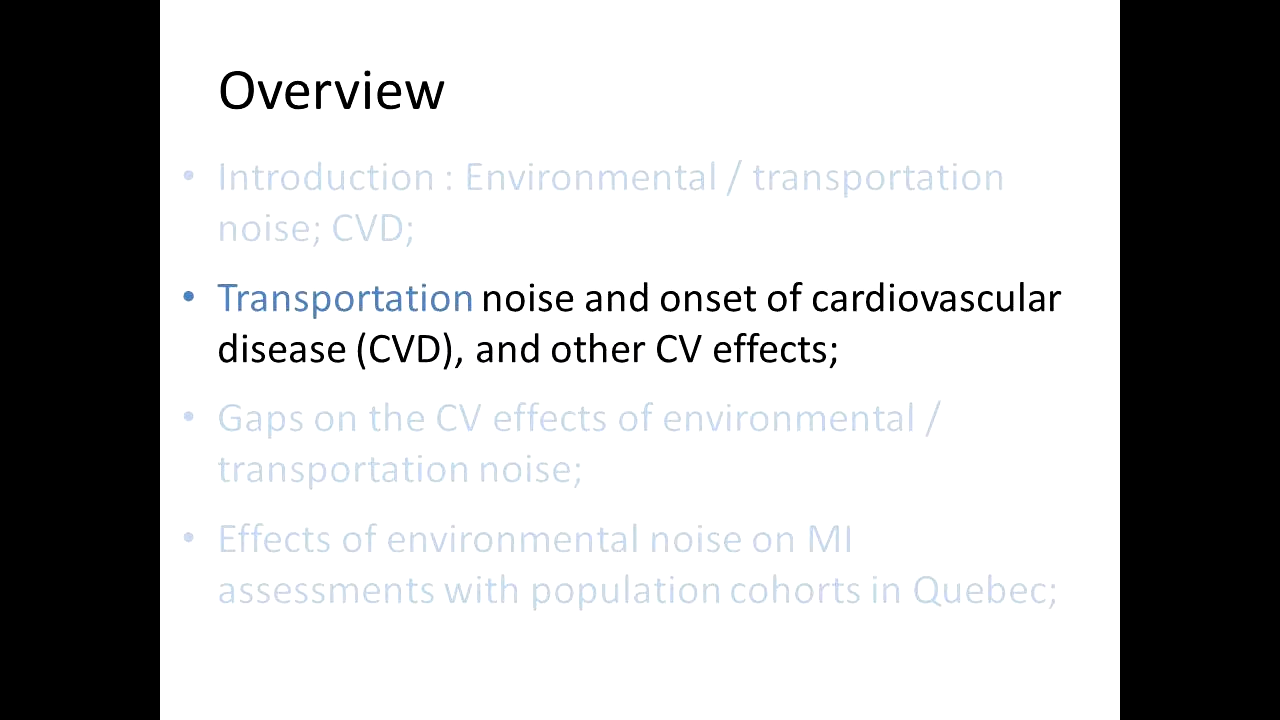 Overview
• Introduction : Environmental / transportation
noise; CVD;
• Transportation noise and onset of cardiovascular
disease (CVD), and other CV effects;
• Gaps on the CV effects of environmental /
transportation noise;
• Effects of environmental noise on MI
assessments with population cohorts in Quebec;